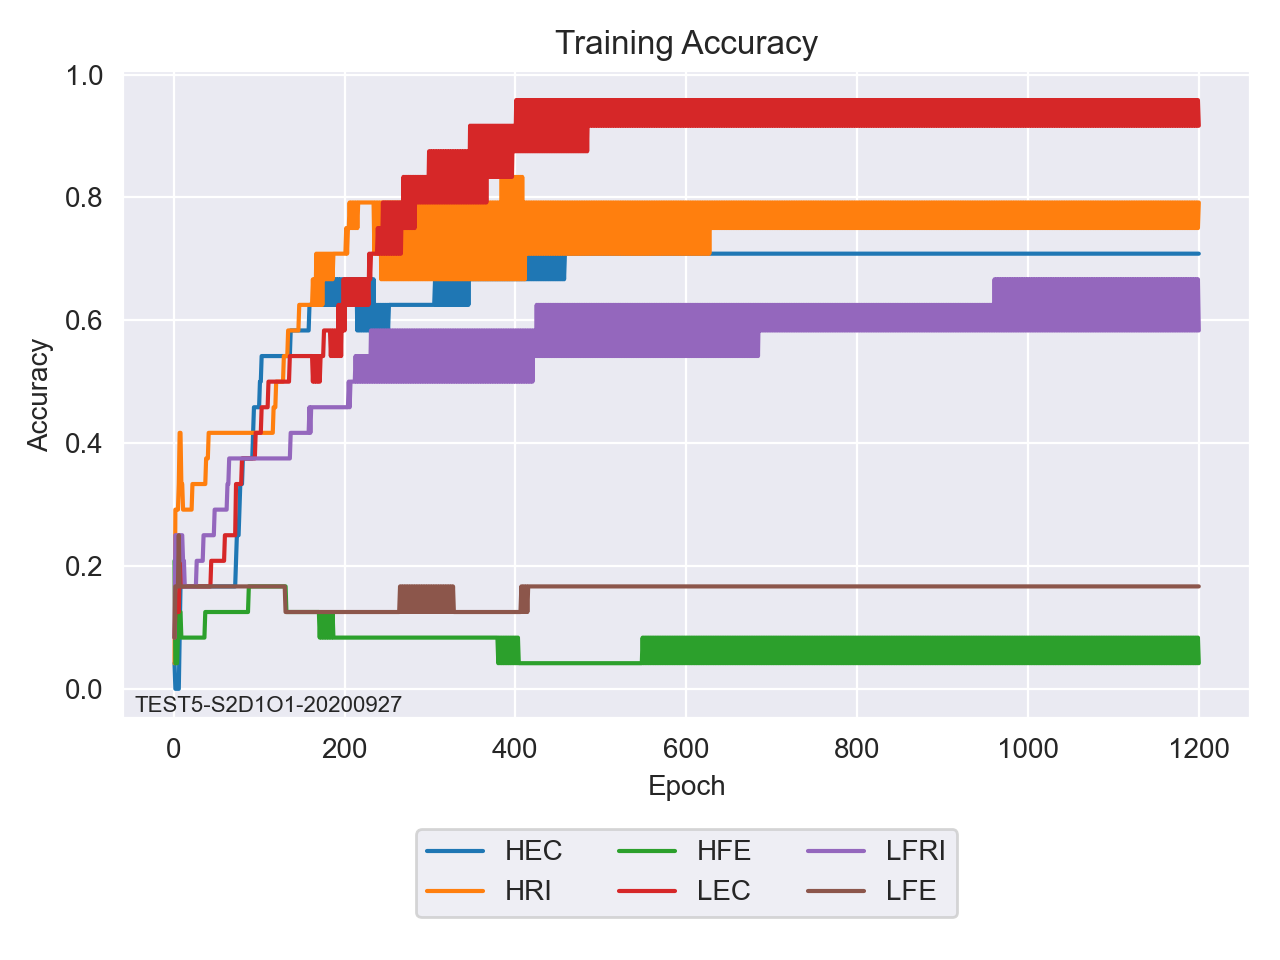 Training Accuracy
1.0
0.8
0.6
0.4
0.2
0.0
Accuracy
TEST5-S2D1O1-20200927
0 200 400 600 800 1000 1200
Epoch
HEC HFE LFRI
HRI LEC LFE